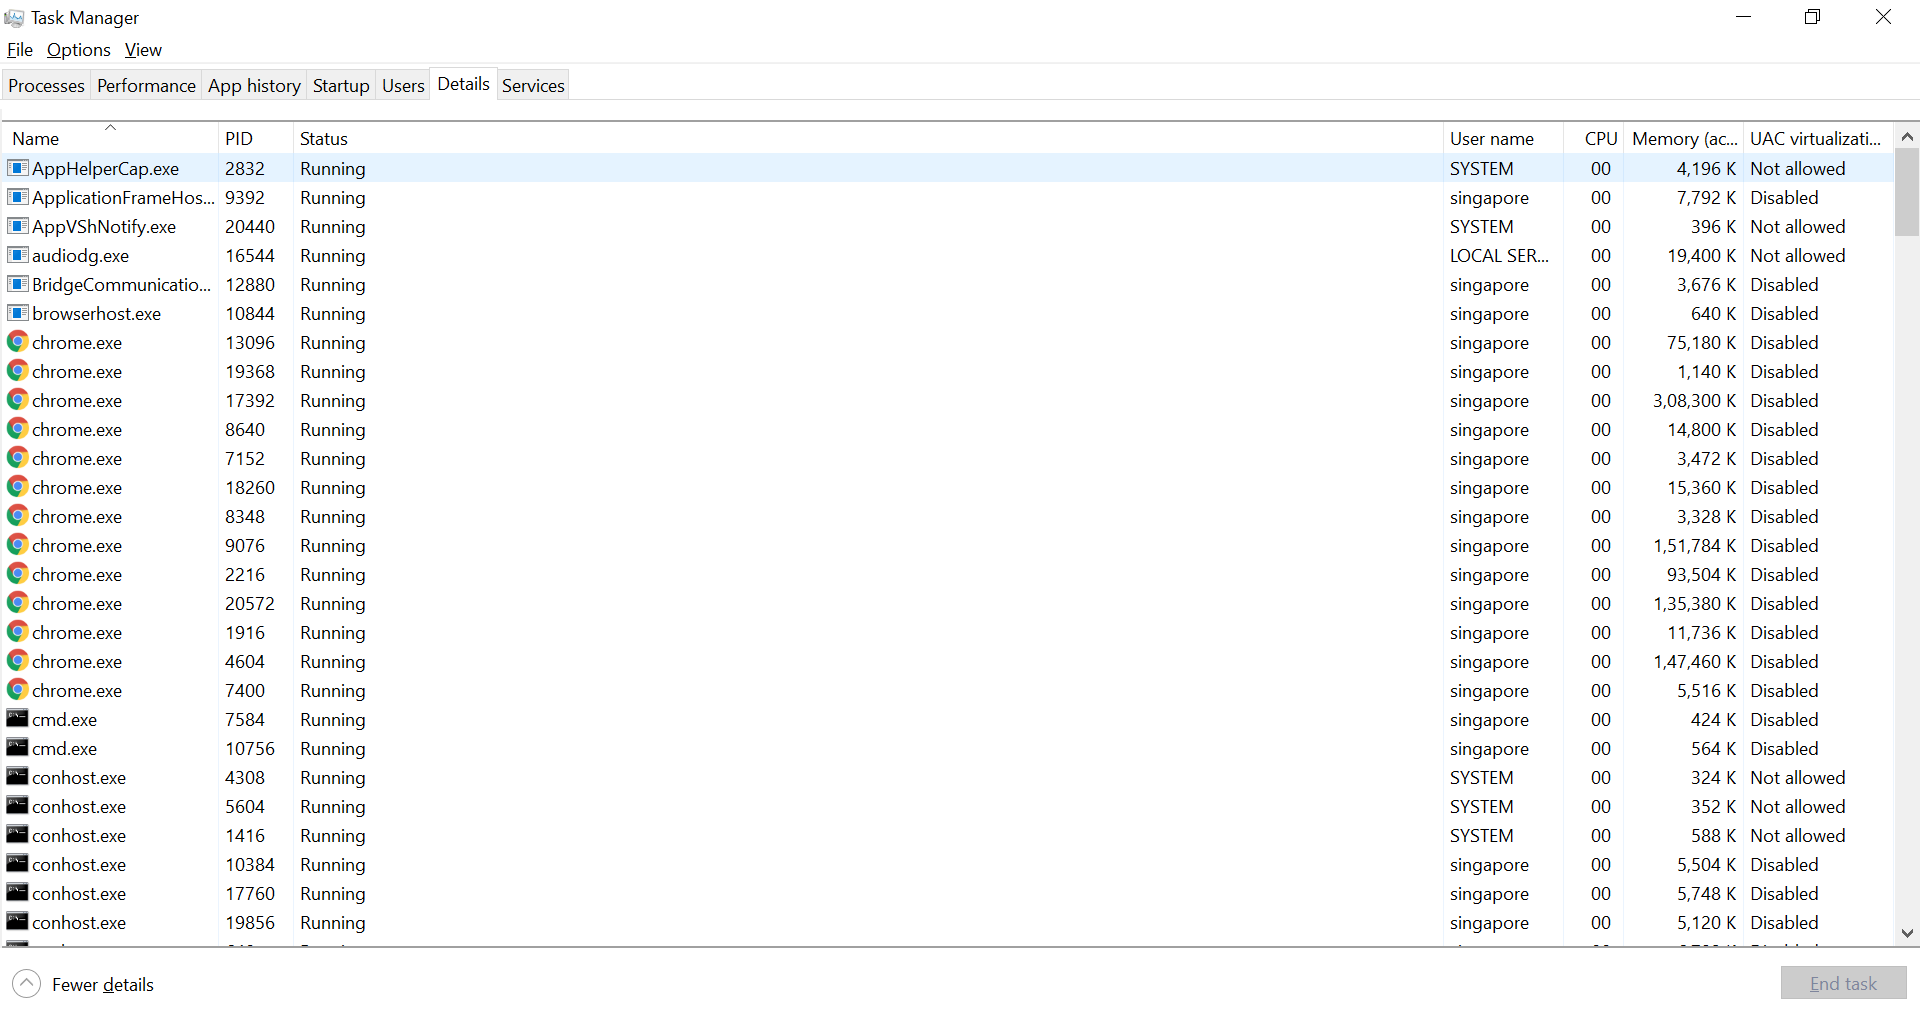 Task Manager
File Options View
Processes Performance App history Startup Users Details Services
Name PID Status User name CPU Memory (ac... UAC virtualizati...
AppHelperCap.exe 2832 Running SYSTEM 00 4,196 K Not allowed
ApplicationFrameHos... 9392 Running singapore 00 7,792 K Disabled
AppVShNotify.exe 20440 Running SYSTEM 00 396 K Not allowed
audiodg.exe 16544 Running LOCAL SER... 00 19,400 K Not allowed
BridgeCommunicatio... 12880 Running singapore 00 3,676 K Disabled
browserhost.exe 10844 Running singapore 00 640 K Disabled
chrome.exe 13096 Running singapore 00 75,180 K Disabled
chrome.exe 19368 Running singapore 00 1,140 K Disabled
chrome.exe 17392 Running singapore 00 3,08,300 K Disabled
chrome.exe 8640 Running singapore 00 14,800 K Disabled
chrome.exe 7152 Running singapore 00 3,472 K Disabled
chrome.exe 18260 Running singapore 00 15,360 K Disabled
chrome.exe 8348 Running singapore 00 3,328 K Disabled
chrome.exe 9076 Running singapore 00 1,51,784 K Disabled
chrome.exe 2216 Running singapore 00 93,504 K Disabled
chrome.exe 20572 Running singapore 00 1,35,380 K Disabled
chrome.exe 1916 Running singapore 00 11,736 K Disabled
chrome.exe 4604 Running singapore 00 1,47,460 K Disabled
chrome.exe 7400 Running singapore 00 5,516 K Disabled
cmd.exe 7584 Running singapore 00 424 K Disabled
cmd.exe 10756 Running singapore 00 564 K Disabled
conhost.exe 4308 Running SYSTEM 00 324 K Not allowed
conhost.exe 5604 Running SYSTEM 00 352 K Not allowed
conhost.exe 1416 Running SYSTEM 00 588 K Not allowed
conhost.exe 10384 Running singapore 00 5,504 K Disabled
conhost.exe 17760 Running singapore 00 5,748 K Disabled
conhost.exe 19856 Running singapore 00 5,120 K Disabled
Fewer details End task